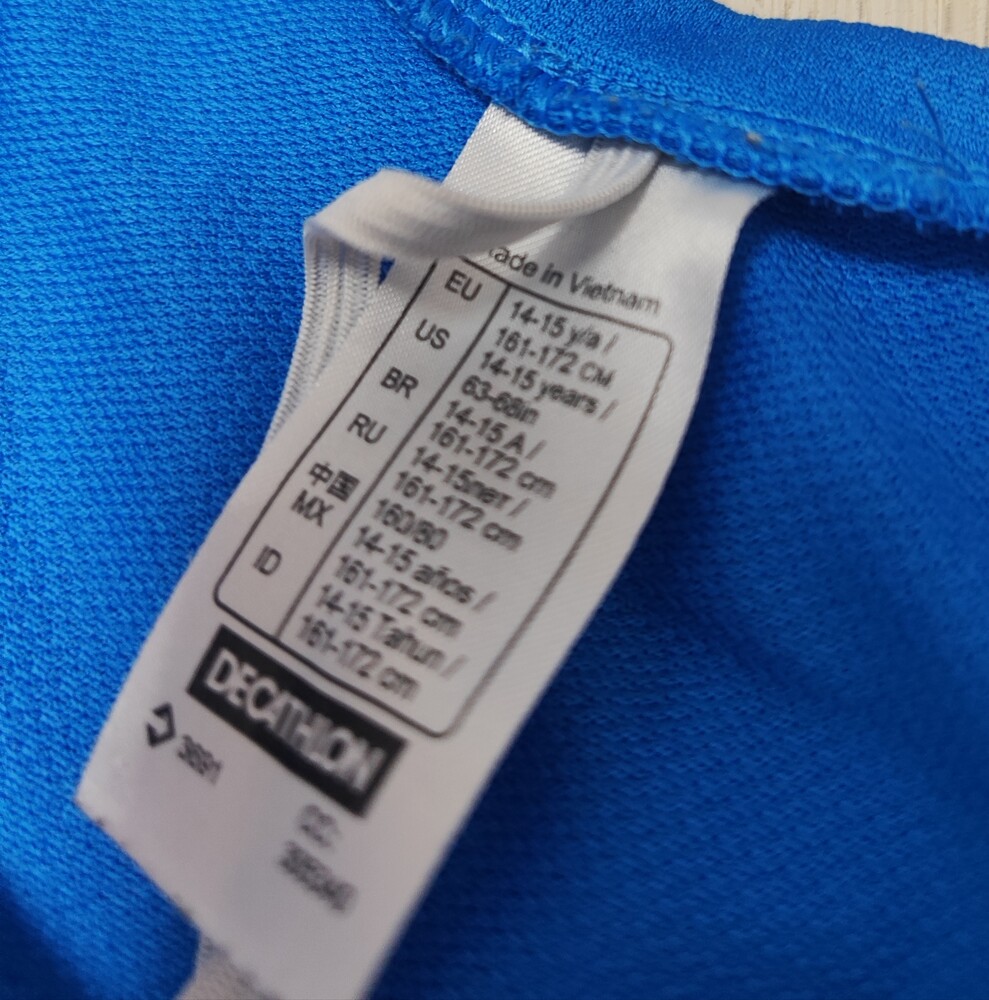 ade in Vietnam
EU 14-15 y/a /
161-172 CM
US 14-15 years /
63-68in
BR 14-15 A /
161-172 cm
RU 14-15лет /
161-172 cm
中国 160/80
MX 14-15 años /
161-172 cm
ID 14-15 Tahun /
161-172 cm
DECATHLON
3691
CC: